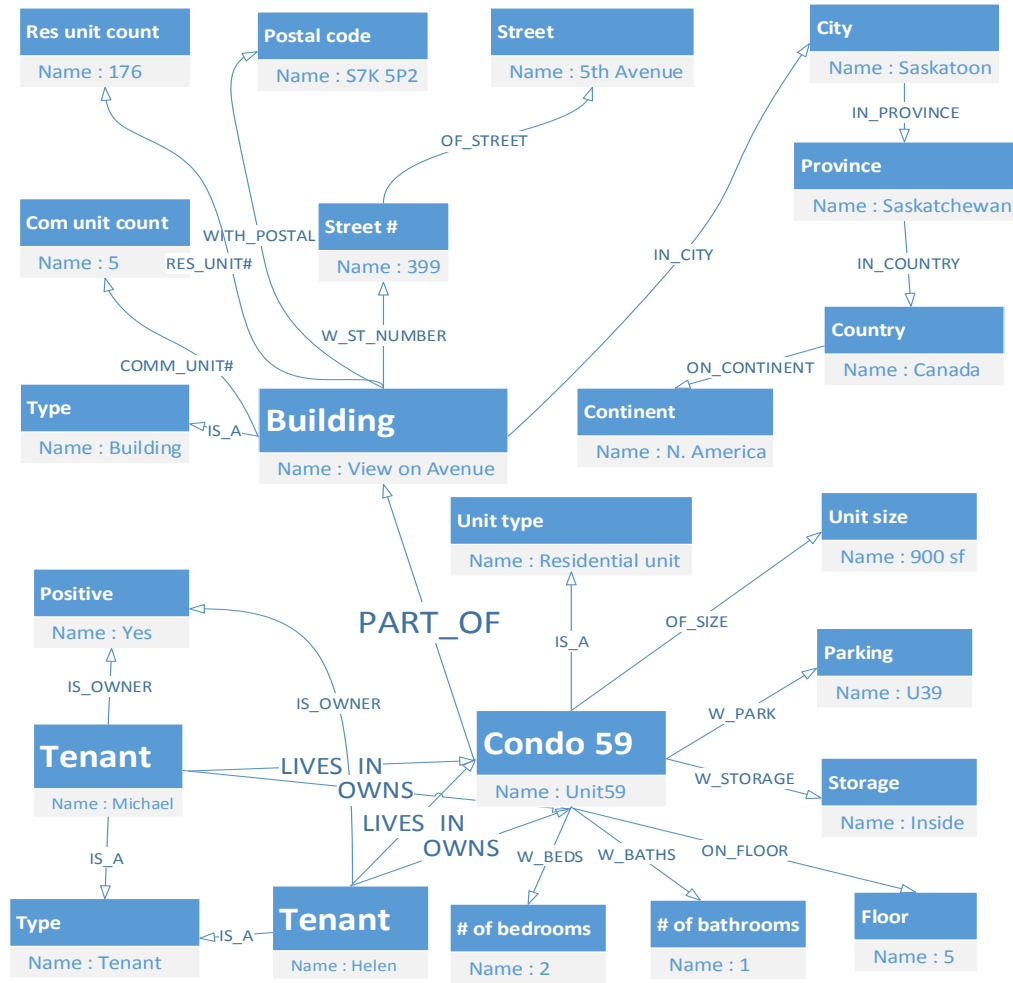 Res unit count
Name : 176
Postal code
Name : S7K 5P2
Street
Name : 5th Avenue
City
Name : Saskatoon
IN_PROVINCE
OF_STREET
Province
Name : Saskatchewan
Com unit count
Name : 5
Street #
Name : 399
WITH_POSTAL
RES_UNIT#
IN_CITY
IN_COUNTRY
W_ST_NUMBER
Country
Name : Canada
COMM_UNIT#
ON_CONTINENT
Type
Name : Building
IS_A
Building
Name : View on Avenue
Continent
Name : N. America
Unit type
Name : Residential unit
Unit size
Name : 900 sf
Positive
Name : Yes
PART_OF
OF_SIZE
IS_A
Parking
Name : U39
IS_OWNER
IS_OWNER
W_PARK
Tenant
Name : Michael
LIVES_IN
OWNS
Condo 59
Name : Unit59
W_STORAGE
Storage
Name : Inside
LIVES_IN
OWNS
IS_A
W_BEDS
W_BATHS
ON_FLOOR
Type
Name : Tenant
IS_A
Tenant
Name : Helen
# of bedrooms
Name : 2
# of bathrooms
Name : 1
Floor
Name : 5